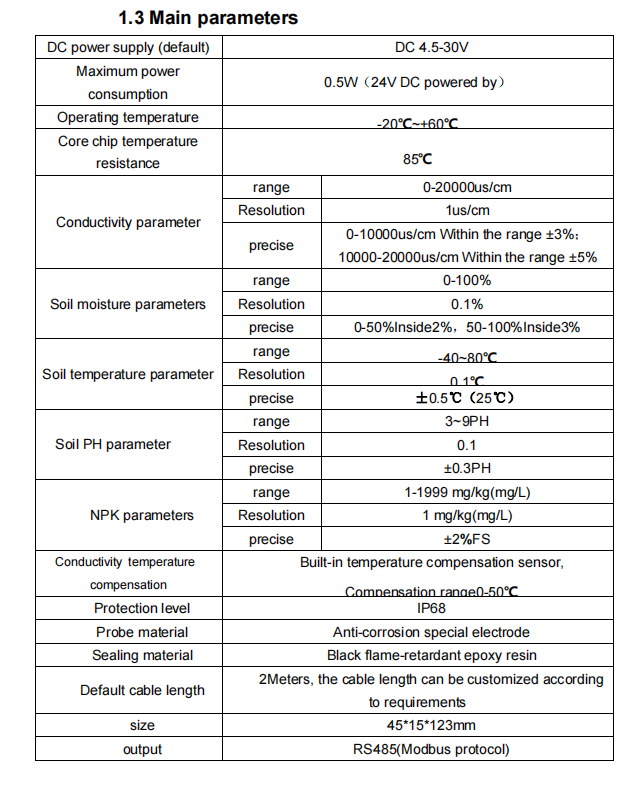 1.3 Main parameters
DC power supply (default) DC 4.5-30V
Maximum power
consumption
0.5W（24V DC powered by）
Operating temperature -20℃~+60℃
Core chip temperature
resistance
85℃
Conductivity parameter
range 0-20000us/cm
Resolution 1us/cm
precise
0-10000us/cm Within the range ±3%；
10000-20000us/cm Within the range ±5%
Soil moisture parameters
range 0-100%
Resolution 0.1%
precise 0-50%Inside2%，50-100%Inside3%
Soil temperature parameter
range -40~80℃
Resolution 0.1℃
precise ±0.5℃（25℃）
Soil PH parameter
range 3~9PH
Resolution 0.1
precise ±0.3PH
NPK parameters
range 1-1999 mg/kg(mg/L)
Resolution 1 mg/kg(mg/L)
precise ±2%FS
Conductivity temperature
compensation
Built-in temperature compensation sensor,
Compensation range0-50℃
Protection level IP68
Probe material Anti-corrosion special electrode
Sealing material Black flame-retardant epoxy resin
Default cable length
2Meters, the cable length can be customized according
to requirements
size 45*15*123mm
output RS485(Modbus protocol)